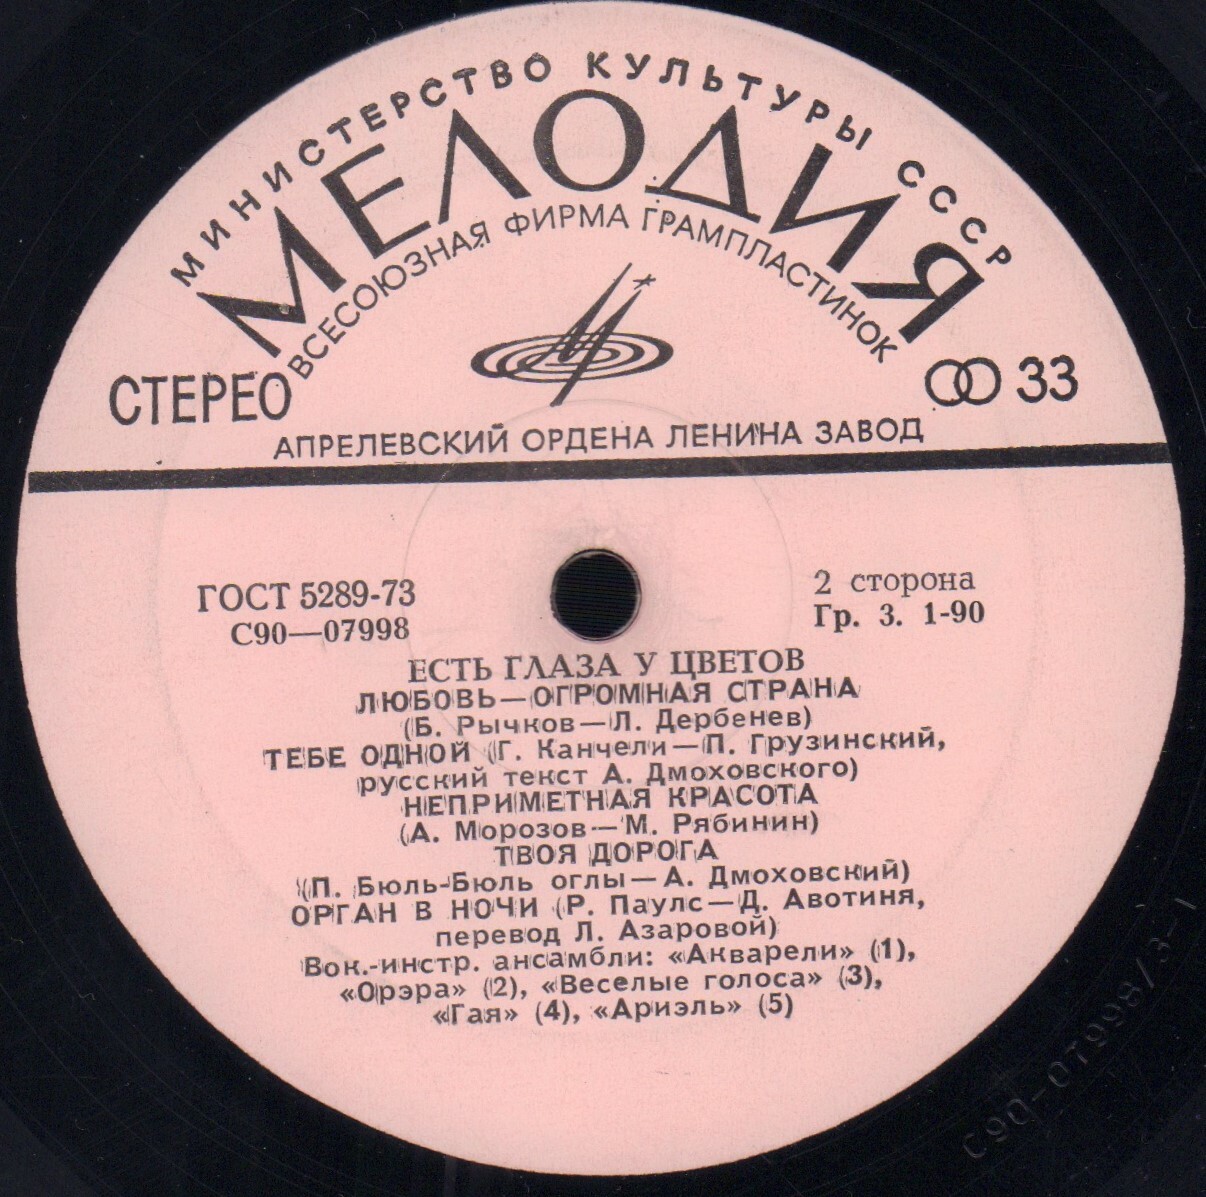 МИНИСТЕРСТВО КУЛЬТУРЫ СССР
МЕЛОДИЯ
ВСЕСОЮЗНАЯ ФИРМА ГРАМПЛАСТИНОК
СТЕРЕО
33
АПРЕЛЕВСКИЙ ОРДЕНА ЛЕНИНА ЗАВОД
ГОСТ 5289-73
С90—07998
2 сторона
Гр. 3. 1-90
ЕСТЬ ГЛАЗА У ЦВЕТОВ
ЛЮБОВЬ—ОГРОМНАЯ СТРАНА
(Б. Рычков—Л. Дербенев)
ТЕБЕ ОДНОЙ (Г. Канчели—П. Грузинский,
русский текст А. Дмоховского)
НЕПРИМЕТНАЯ КРАСОТА
(А. Морозов—М. Рябинин)
ТВОЯ ДОРОГА
(П. Бюль-Бюль оглы—А. Дмоховский)
ОРГАН В НОЧИ (Р. Паулс—Д. Авотиня,
перевод Л. Азаровой)
Вок.-инстр. ансамбли: «Акварели» (1),
«Орэра» (2), «Веселые голоса» (3),
«Гая» (4), «Ариэль» (5)
С90-07998/3-1